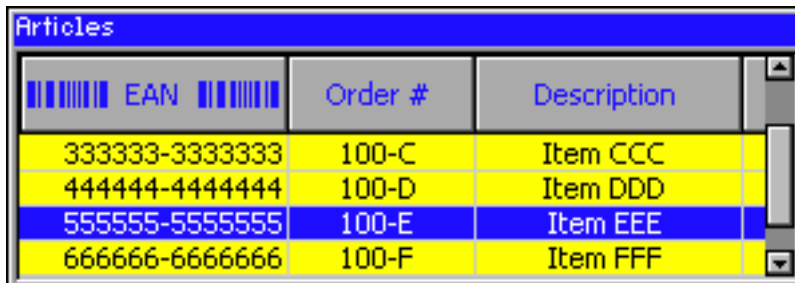 Articles
EAN Order # Description
333333-3333333 100-C Item CCC
444444-4444444 100-D Item DDD
555555-5555555 100-E Item EEE
666666-6666666 100-F Item FFF